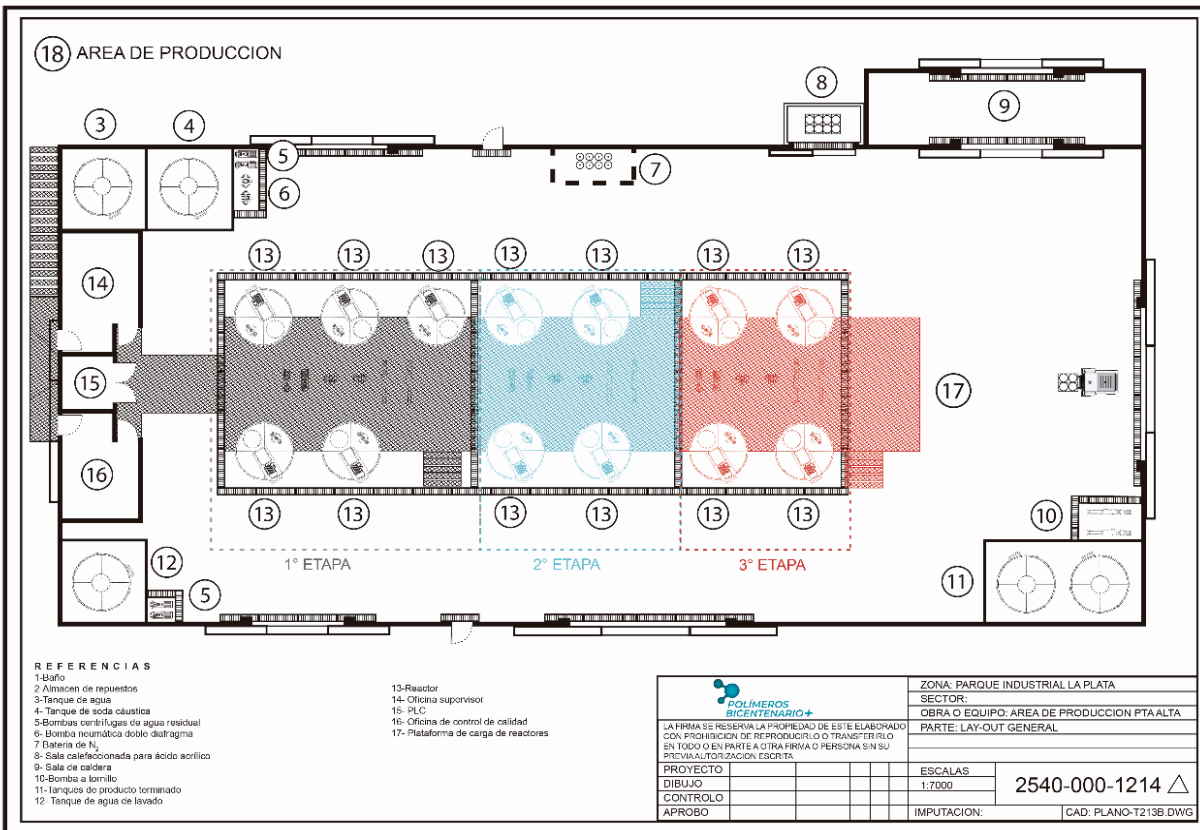 18 AREA DE PRODUCCION
8
9
3
4
5
7
6
13
13
13
13
13
13
13
14
15
17
16
13
13
13
13
13
13
10
12
1° ETAPA
2° ETAPA
3° ETAPA
11
5
REFERENCIAS
1-Baño
2 Almacen de repuestos
3-Tanque de agua
4- Tanque de soda cáustica
5-Bombas centrifugas de agua residual
6- Bomba neumática doble diafragma
7 Bateria de N₂
8- Sala calefaccionada para ácido acrílico
9- Sala de caldera
10-Bomba a tornillo
11-Tanques de producto terminado
12- Tanque de agua de lavado
13-Reactor
14- Oficina supervisor
15- PLC
16- Oficina de control de calidad
17- Plataforma de carga de reactores
POLÍMEROS
BICENTENARIO+
LA FIRMA SE RESERVA LA PROPIEDAD DE ESTE ELABORADO
CON PROHIBICION DE REPRODUCIRLO O TRANSFERIRLO
EN TODO O EN PARTE A OTRA FIRMA O PERSONA SIN SU
PREVIA AUTORIZACION ESCRITA
PROYECTO
DIBUJO
CONTROLO
APROBO
ZONA: PARQUE INDUSTRIAL LA PLATA
SECTOR:
OBRA O EQUIPO: AREA DE PRODUCCION PTA ALTA
PARTE: LAY-OUT GENERAL
ESCALAS
1:7000
2540-000-1214
IMPUTACION:
CAD: PLANO-T213B.DWG